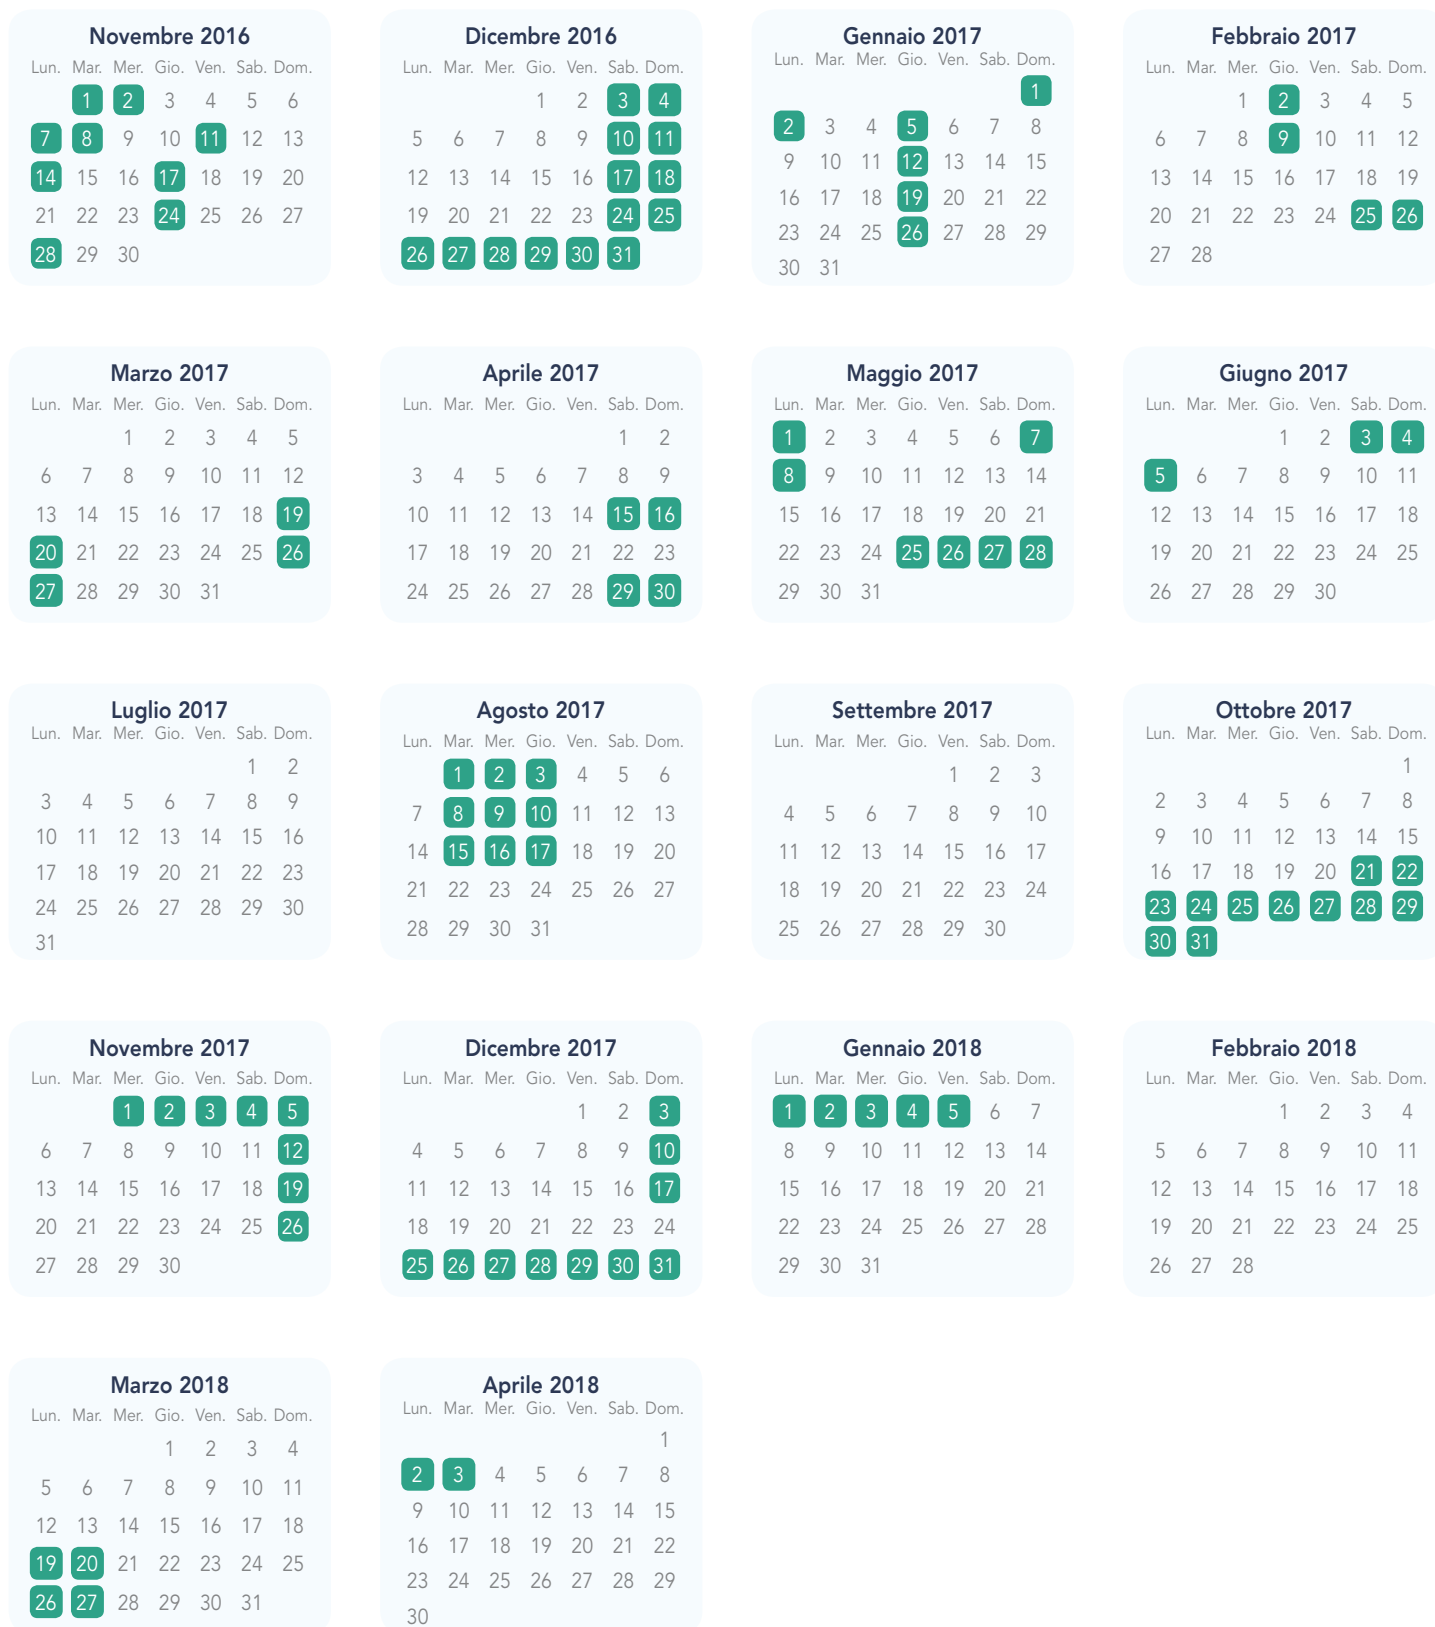 Novembre 2016
Lun. Mar. Mer. Gio. Ven. Sab. Dom.
1 2 3 4 5 6
7 8 9 10 11 12 13
14 15 16 17 18 19 20
21 22 23 24 25 26 27
28 29 30
Dicembre 2016
Lun. Mar. Mer. Gio. Ven. Sab. Dom.
1 2 3 4
5 6 7 8 9 10 11
12 13 14 15 16 17 18
19 20 21 22 23 24 25
26 27 28 29 30 31
Gennaio 2017
Lun. Mar. Mer. Gio. Ven. Sab. Dom.
1
2 3 4 5 6 7 8
9 10 11 12 13 14 15
16 17 18 19 20 21 22
23 24 25 26 27 28 29
30 31
Febbraio 2017
Lun. Mar. Mer. Gio. Ven. Sab. Dom.
1 2 3 4 5
6 7 8 9 10 11 12
13 14 15 16 17 18 19
20 21 22 23 24 25 26
27 28
Marzo 2017
Lun. Mar. Mer. Gio. Ven. Sab. Dom.
1 2 3 4 5
6 7 8 9 10 11 12
13 14 15 16 17 18 19
20 21 22 23 24 25 26
27 28 29 30 31
Aprile 2017
Lun. Mar. Mer. Gio. Ven. Sab. Dom.
1 2
3 4 5 6 7 8 9
10 11 12 13 14 15 16
17 18 19 20 21 22 23
24 25 26 27 28 29 30
Maggio 2017
Lun. Mar. Mer. Gio. Ven. Sab. Dom.
1 2 3 4 5 6 7
8 9 10 11 12 13 14
15 16 17 18 19 20 21
22 23 24 25 26 27 28
29 30 31
Giugno 2017
Lun. Mar. Mer. Gio. Ven. Sab. Dom.
1 2 3 4
5 6 7 8 9 10 11
12 13 14 15 16 17 18
19 20 21 22 23 24 25
26 27 28 29 30
Luglio 2017
Lun. Mar. Mer. Gio. Ven. Sab. Dom.
1 2
3 4 5 6 7 8 9
10 11 12 13 14 15 16
17 18 19 20 21 22 23
24 25 26 27 28 29 30
31
Agosto 2017
Lun. Mar. Mer. Gio. Ven. Sab. Dom.
1 2 3 4 5 6
7 8 9 10 11 12 13
14 15 16 17 18 19 20
21 22 23 24 25 26 27
28 29 30 31
Settembre 2017
Lun. Mar. Mer. Gio. Ven. Sab. Dom.
1 2 3
4 5 6 7 8 9 10
11 12 13 14 15 16 17
18 19 20 21 22 23 24
25 26 27 28 29 30
Ottobre 2017
Lun. Mar. Mer. Gio. Ven. Sab. Dom.
1
2 3 4 5 6 7 8
9 10 11 12 13 14 15
16 17 18 19 20 21 22
23 24 25 26 27 28 29
30 31
Novembre 2017
Lun. Mar. Mer. Gio. Ven. Sab. Dom.
1 2 3 4 5
6 7 8 9 10 11 12
13 14 15 16 17 18 19
20 21 22 23 24 25 26
27 28 29 30
Dicembre 2017
Lun. Mar. Mer. Gio. Ven. Sab. Dom.
1 2 3
4 5 6 7 8 9 10
11 12 13 14 15 16 17
18 19 20 21 22 23 24
25 26 27 28 29 30 31
Gennaio 2018
Lun. Mar. Mer. Gio. Ven. Sab. Dom.
1 2 3 4 5 6 7
8 9 10 11 12 13 14
15 16 17 18 19 20 21
22 23 24 25 26 27 28
29 30 31
Febbraio 2018
Lun. Mar. Mer. Gio. Ven. Sab. Dom.
1 2 3 4
5 6 7 8 9 10 11
12 13 14 15 16 17 18
19 20 21 22 23 24 25
26 27 28
Marzo 2018
Lun. Mar. Mer. Gio. Ven. Sab. Dom.
1 2 3 4
5 6 7 8 9 10 11
12 13 14 15 16 17 18
19 20 21 22 23 24 25
26 27 28 29 30 31
Aprile 2018
Lun. Mar. Mer. Gio. Ven. Sab. Dom.
1
2 3 4 5 6 7 8
9 10 11 12 13 14 15
16 17 18 19 20 21 22
23 24 25 26 27 28 29
30